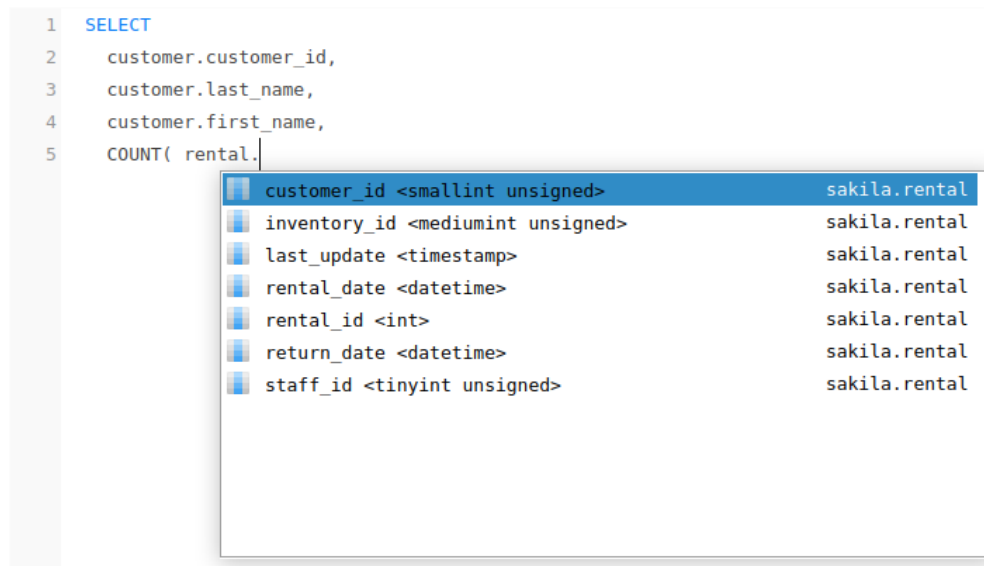 1 SELECT
2 customer.customer_id,
3 customer.last_name,
4 customer.first_name,
5 COUNT( rental.
customer_id <smallint unsigned> sakila.rental
inventory_id <mediumint unsigned> sakila.rental
last_update <timestamp> sakila.rental
rental_date <datetime> sakila.rental
rental_id <int> sakila.rental
return_date <datetime> sakila.rental
staff_id <tinyint unsigned> sakila.rental